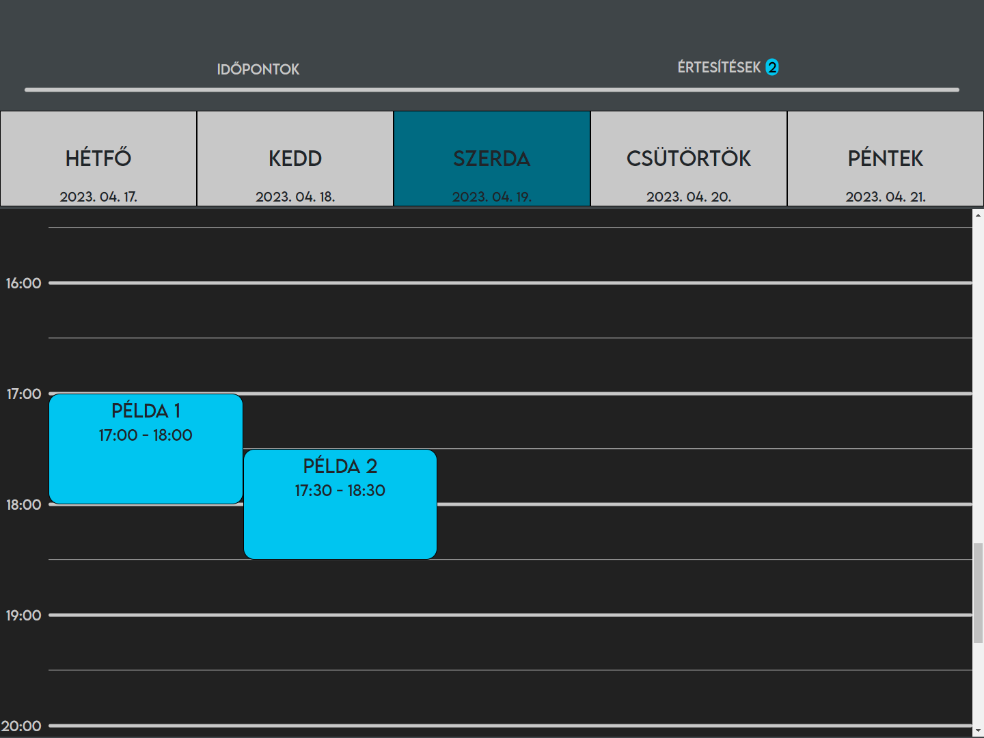 IDŐPONTOK
ÉRTESÍTÉSEK 2
HÉTFŐ
2023. 04. 17.
KEDD
2023. 04. 18.
SZERDA
2023. 04. 19.
CSÜTÖRTÖK
2023. 04. 20.
PÉNTEK
2023. 04. 21.
16:00
17:00
PÉLDA 1
17:00 - 18:00
PÉLDA 2
17:30 - 18:30
18:00
19:00
20:00